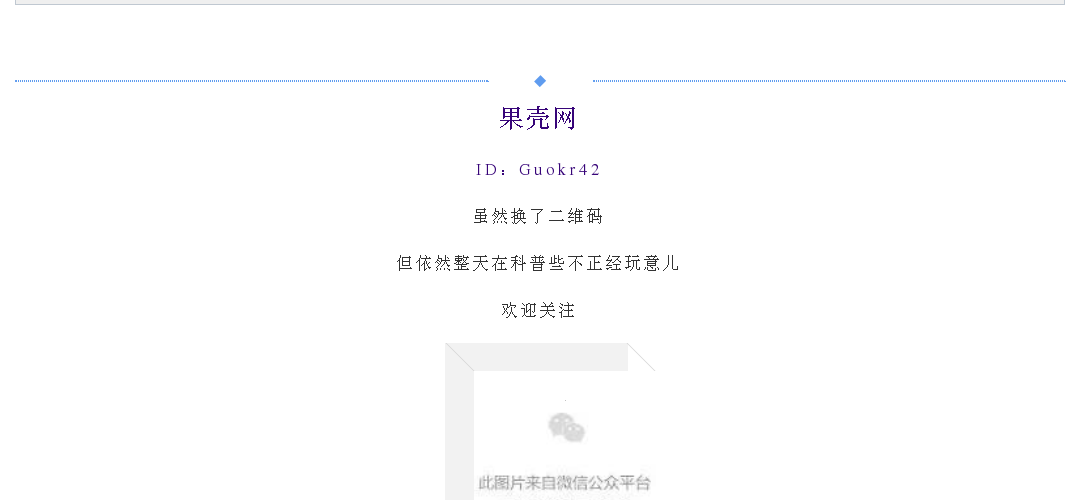 果壳网
ID：Guokr42
虽然换了二维码
但依然整天在科普些不正经玩意儿
欢迎关注
此图片来自微信公众平台